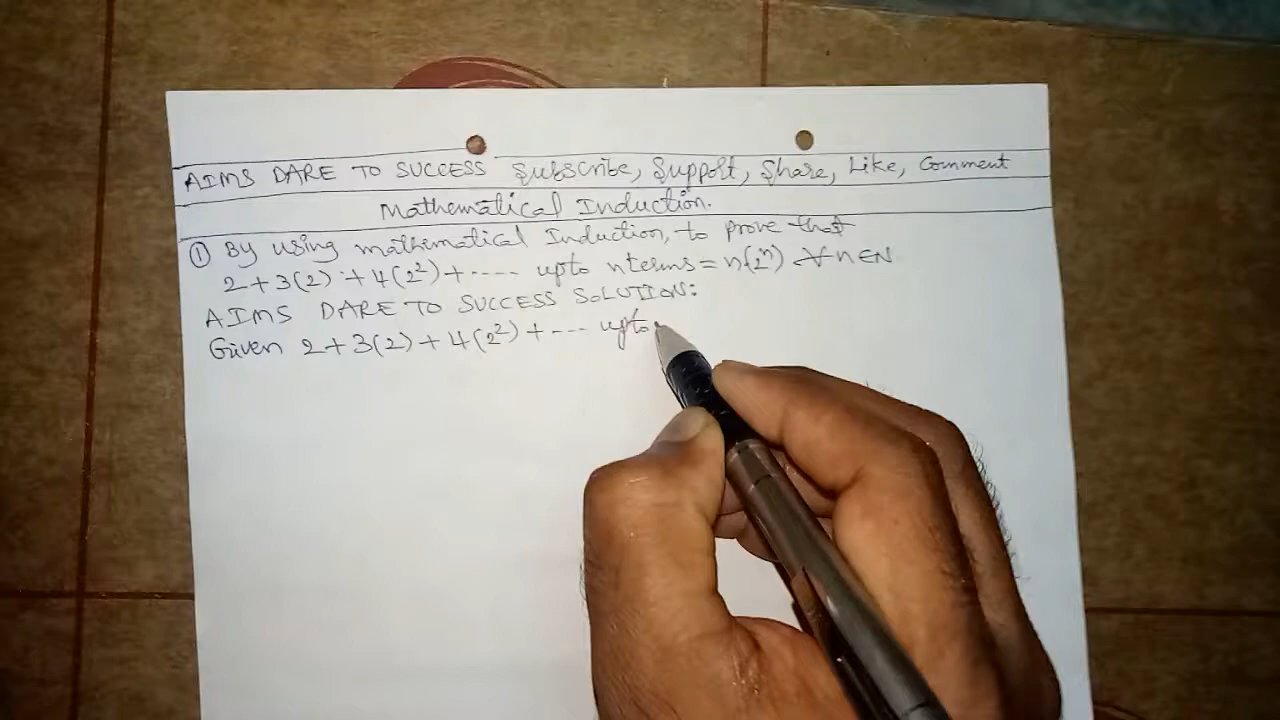 AIMS DARE TO SUCCESS Subscribe, Support, Share, Like, Comment
Mathematical Induction.
① By using mathematical Induction, to prove that
2+3(2)+4(2²)+----- upto n terms = n(2ⁿ) ∀ n ∈ N
AIMS DARE TO SUCCESS SOLUTION:
Given 2+3(2)+4(2²)+--- upto